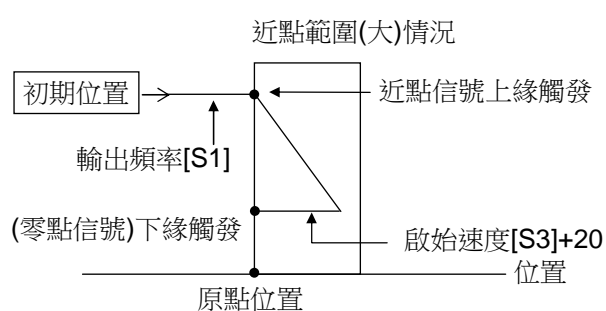 近點範圍(大)情況
初期位置
近點信號上緣觸發
輸出頻率[S1]
(零點信號)下緣觸發
啟始速度[S3]+20
位置
原點位置